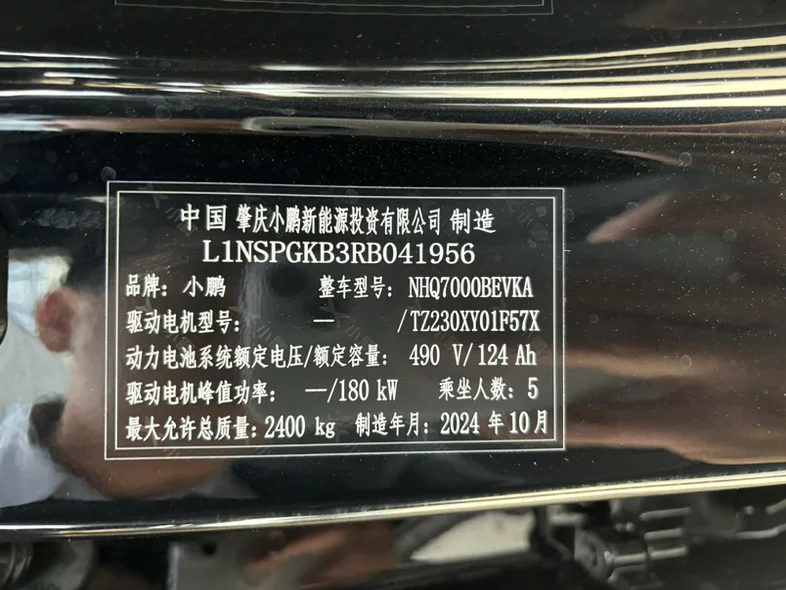 中国 肇庆小鹏新能源投资有限公司 制造
L1NSPGKB3RB041956
品牌：小鹏 整车型号：NHQ7000BEVKA
驱动电机型号： — /TZ230XY01F57X
动力电池系统额定电压/额定容量： 490 V/124 Ah
驱动电机峰值功率： —/180 kW 乘坐人数：5
最大允许总质量：2400 kg 制造年月：2024 年10月